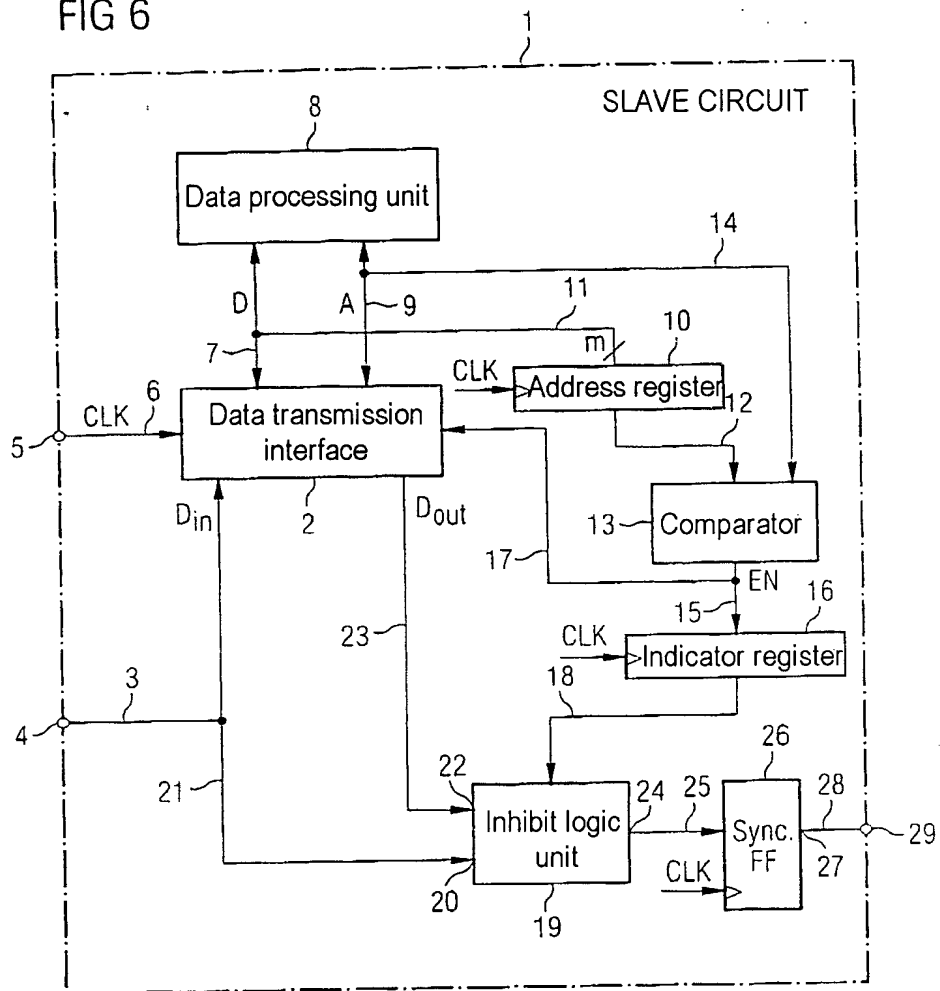 FIG 6
1
SLAVE CIRCUIT
8
Data processing unit
14
D
A
9
11
7
m
10
CLK
Address register
12
6
CLK
5
Data transmission
interface
D_in
2
D_out
13
Comparator
17
EN
15
16
23
CLK
Indicator register
3
18
4
26
21
22
24
25
28
Inhibit logic
unit
Sync.
FF
29
27
CLK
20
19